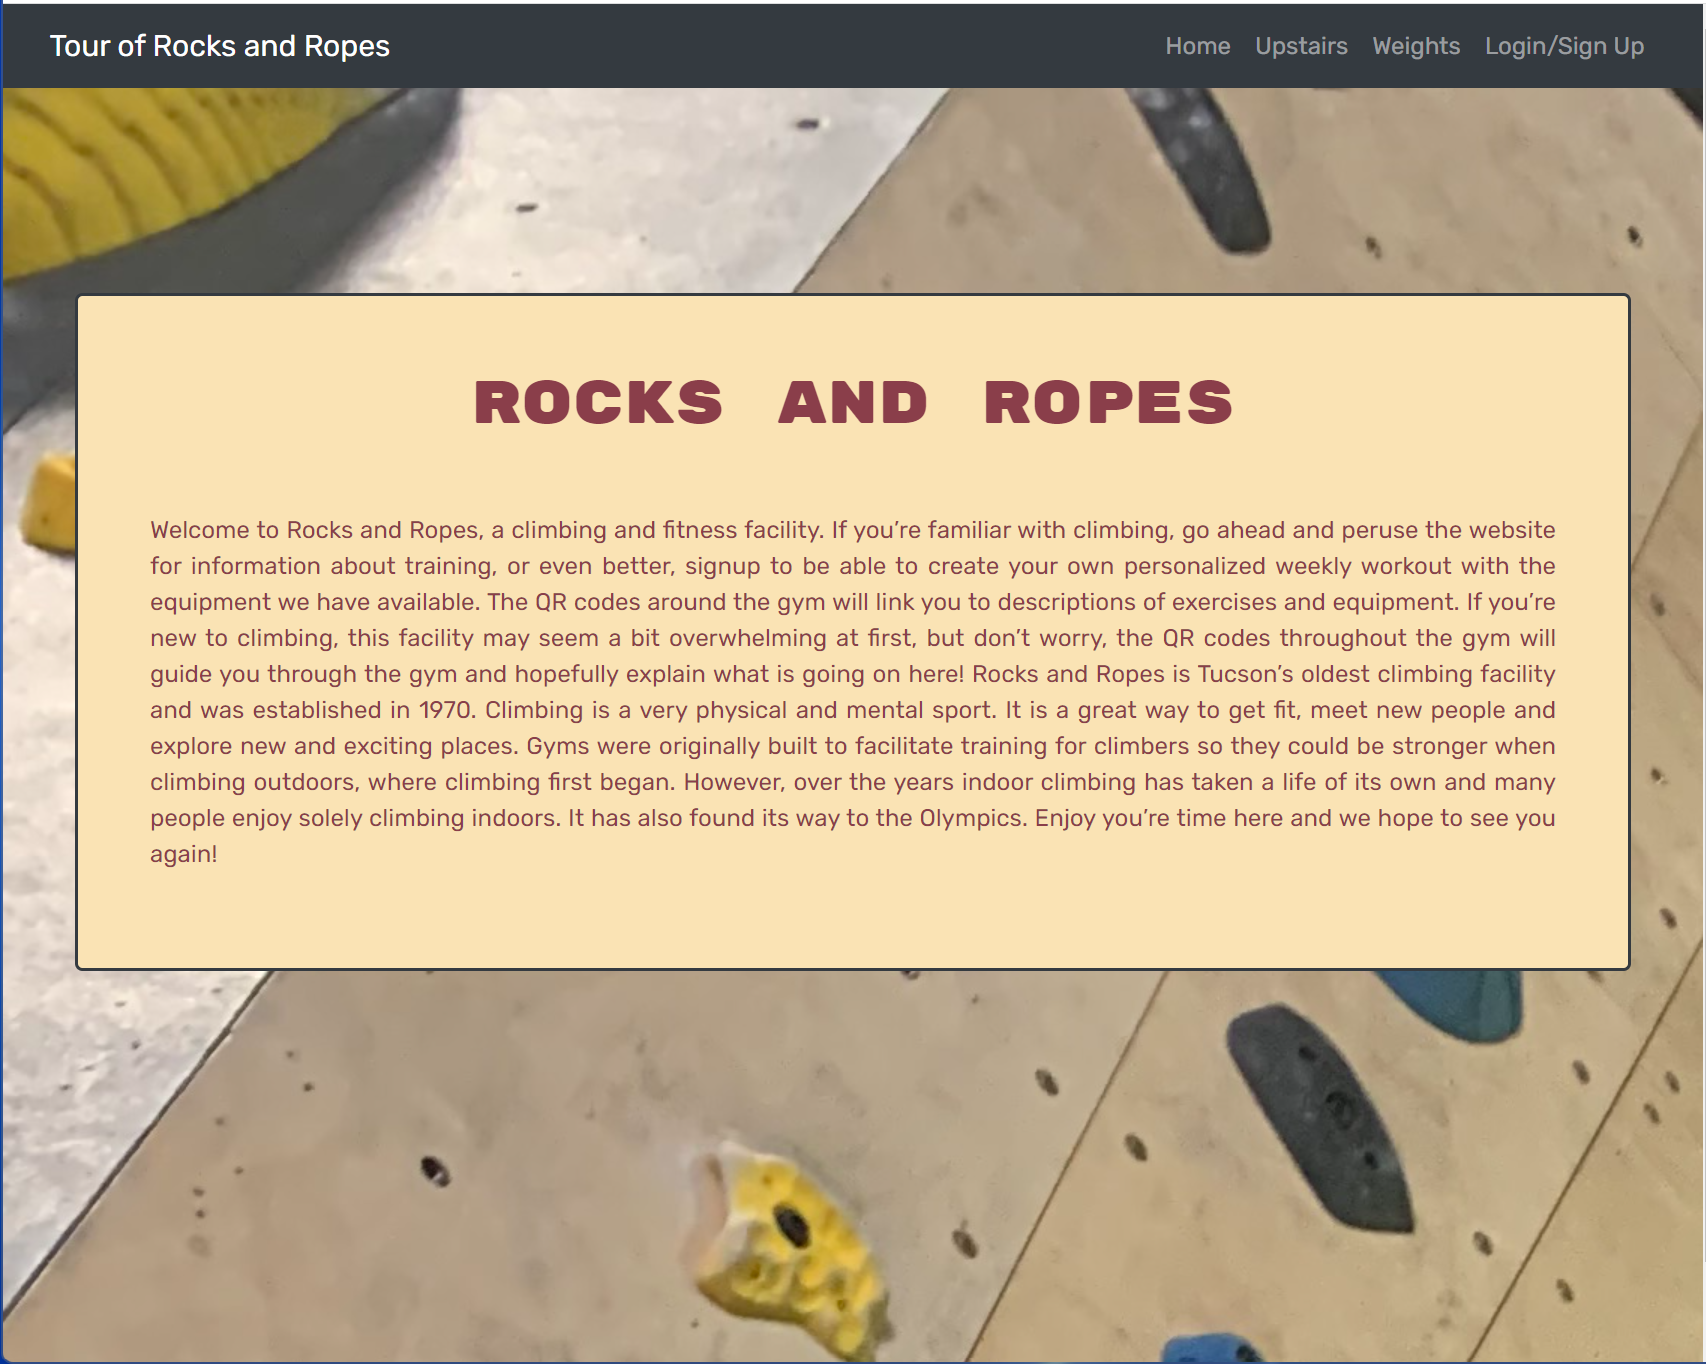 Tour of Rocks and Ropes
Home Upstairs Weights Login/Sign Up
ROCKS AND ROPES
Welcome to Rocks and Ropes, a climbing and fitness facility. If you’re familiar with climbing, go ahead and peruse the website
for information about training, or even better, signup to be able to create your own personalized weekly workout with the
equipment we have available. The QR codes around the gym will link you to descriptions of exercises and equipment. If you’re
new to climbing, this facility may seem a bit overwhelming at first, but don’t worry, the QR codes throughout the gym will
guide you through the gym and hopefully explain what is going on here! Rocks and Ropes is Tucson’s oldest climbing facility
and was established in 1970. Climbing is a very physical and mental sport. It is a great way to get fit, meet new people and
explore new and exciting places. Gyms were originally built to facilitate training for climbers so they could be stronger when
climbing outdoors, where climbing first began. However, over the years indoor climbing has taken a life of its own and many
people enjoy solely climbing indoors. It has also found its way to the Olympics. Enjoy you’re time here and we hope to see you
again!